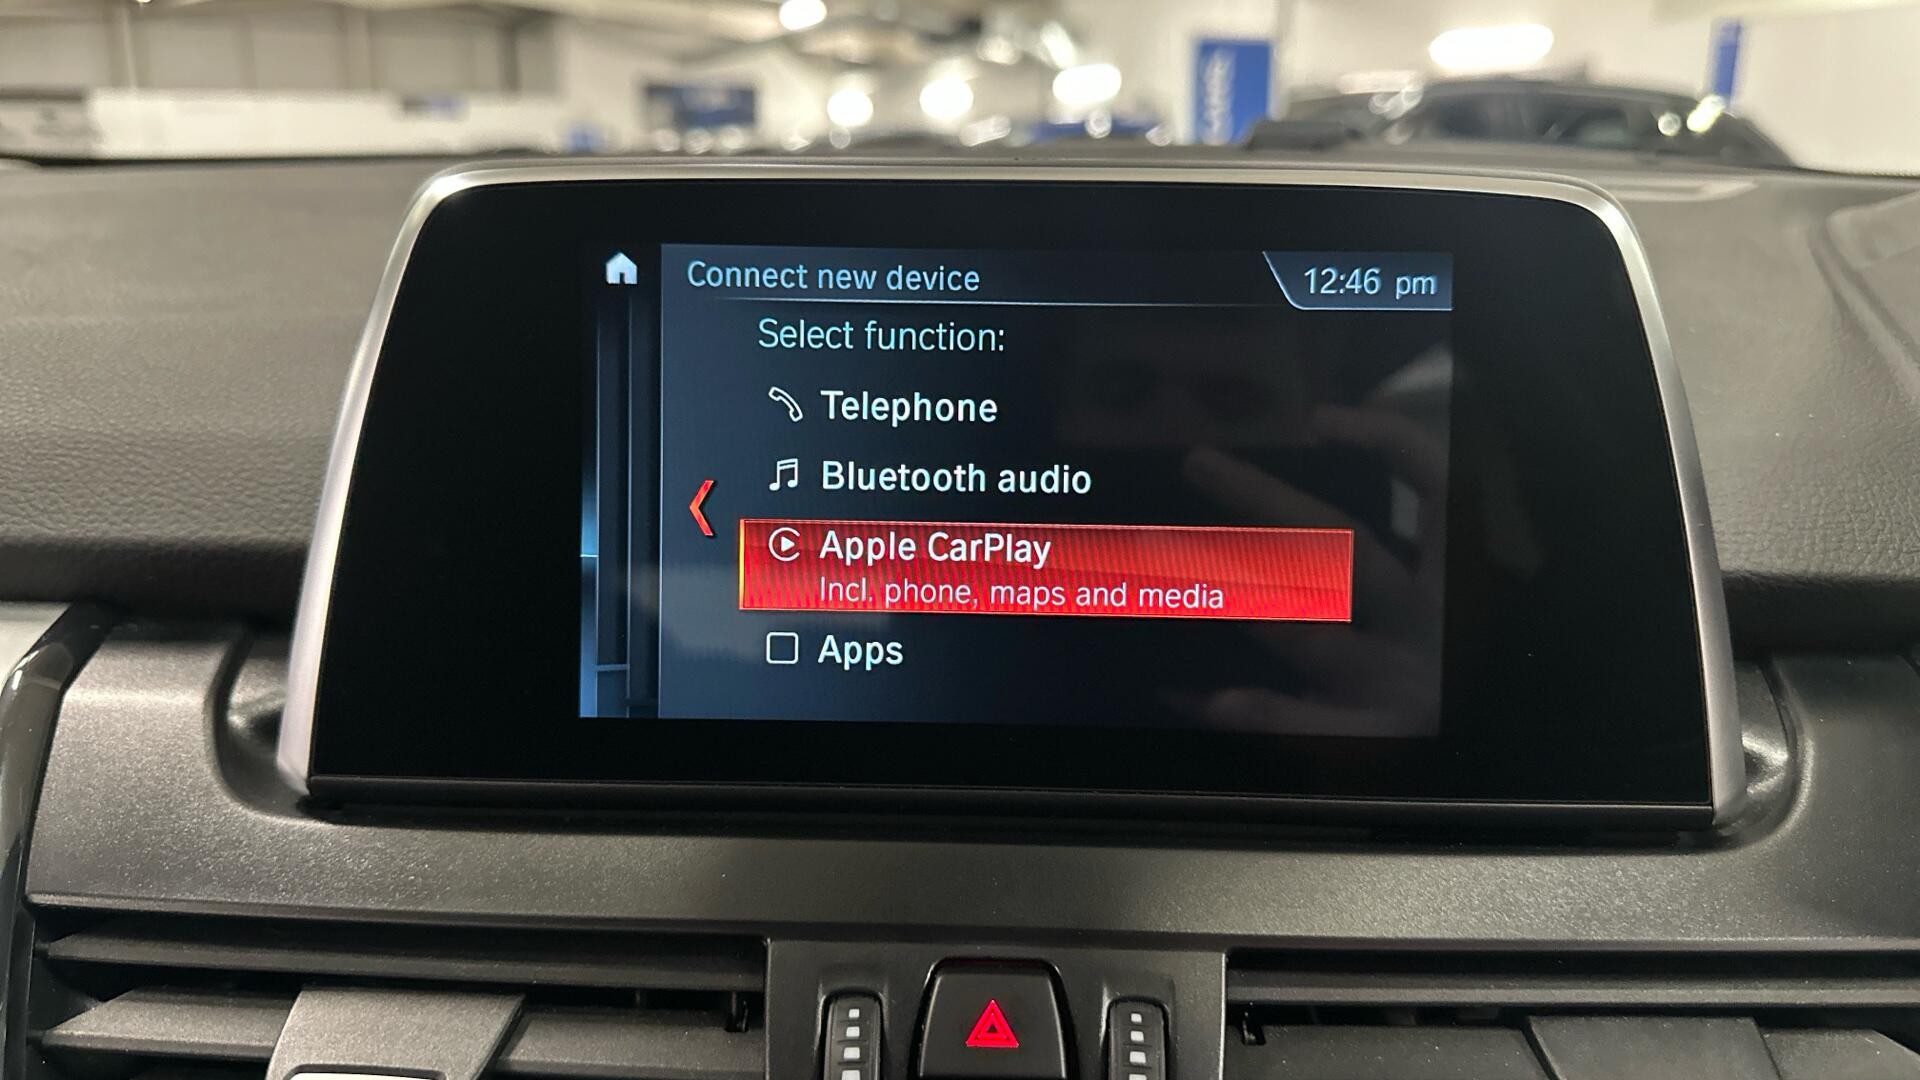 Connect new device
12:46 pm
Select function:
Telephone
Bluetooth audio
Apple CarPlay
Incl. phone, maps and media
Apps